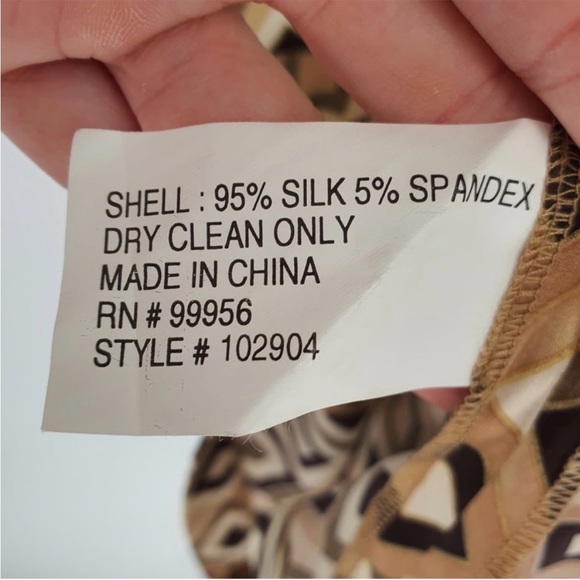 SHELL : 95% SILK 5% SPANDEX
DRY CLEAN ONLY
MADE IN CHINA
RN # 99956
STYLE # 102904